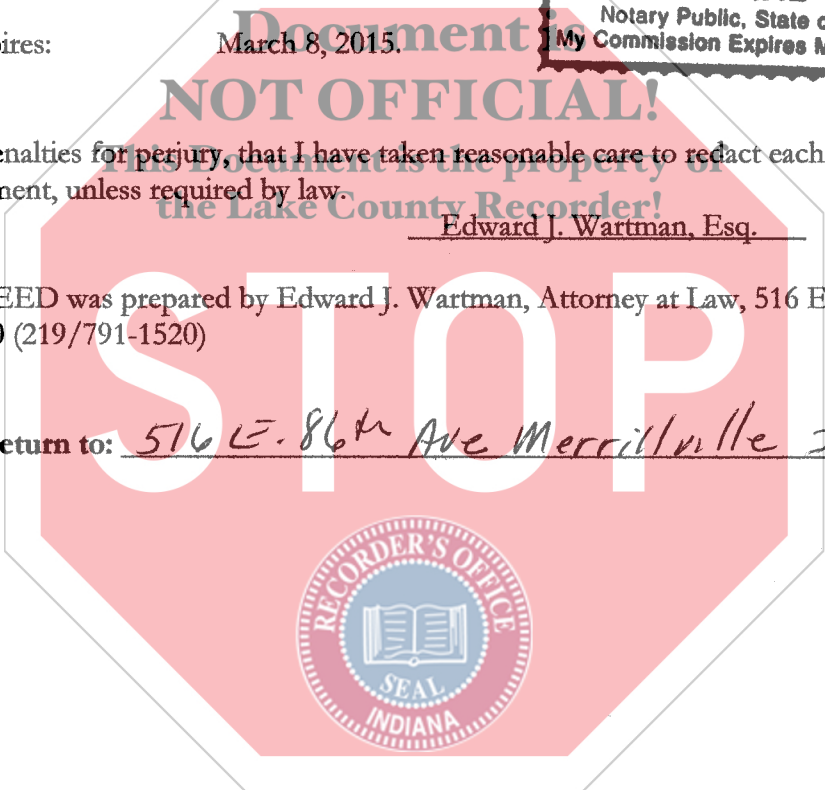 Document is
Notary Public, State o
pires: March 8, 2015.
My Commission Expires M
NOT OFFICIAL!
enalties for perjury, that I have taken reasonable care to redact each
This Document is the property of
ment, unless required by law.
the Lake County Recorder!
Edward J. Wartman, Esq.
EED was prepared by Edward J. Wartman, Attorney at Law, 516 E
0 (219/791-1520)
STOP
eturn to: 516 E. 86th Ave Merrillville
RECORDER'S OFFICE
SEAL
INDIANA